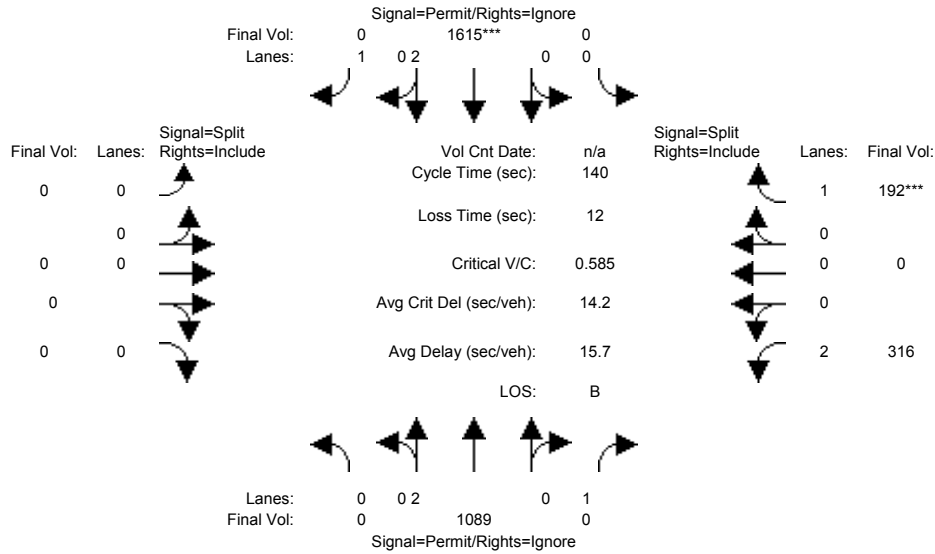 Signal=Permit/Rights=Ignore
Final Vol: 0 1615*** 0
Lanes: 1 0 2 0 0
Signal=Split Signal=Split
Final Vol: Lanes: Rights=Include Vol Cnt Date: n/a Rights=Include Lanes: Final Vol:
Cycle Time (sec): 140
0 0 1 192***
Loss Time (sec): 12
0 0
0 0 Critical V/C: 0.585 0 0
0 Avg Crit Del (sec/veh): 14.2 0
0 0 Avg Delay (sec/veh): 15.7 2 316
LOS: B
Lanes: 0 0 2 0 1
Final Vol: 0 1089 0
Signal=Permit/Rights=Ignore